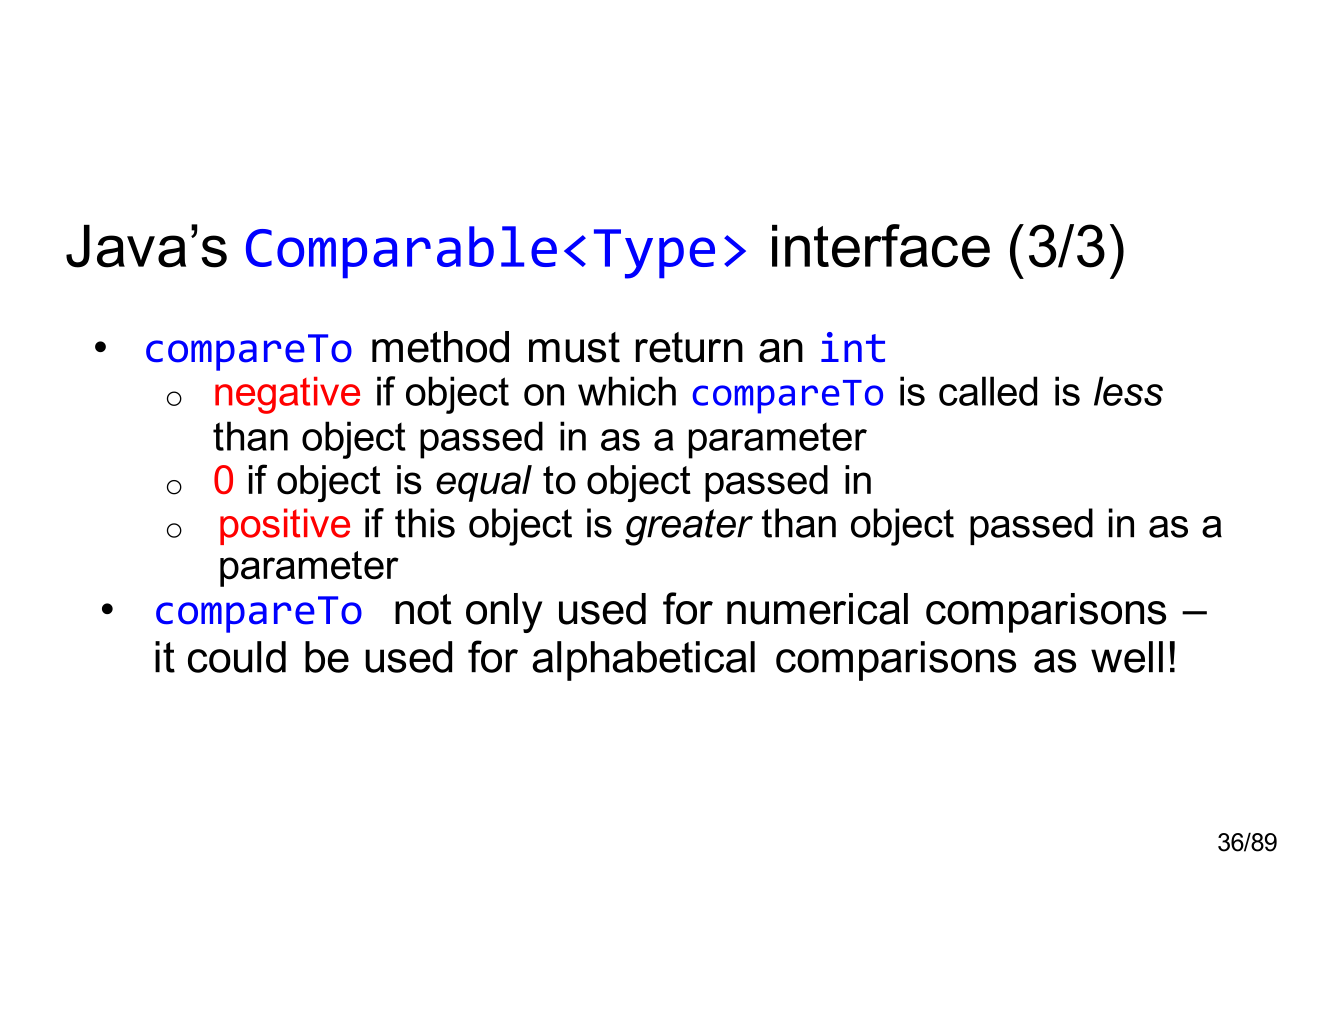 Java’s Comparable<Type> interface (3/3)
• compareTo method must return an int
○ negative if object on which compareTo is called is less
than object passed in as a parameter
○ 0 if object is equal to object passed in
○ positive if this object is greater than object passed in as a
parameter
• compareTo not only used for numerical comparisons –
it could be used for alphabetical comparisons as well!
36/89